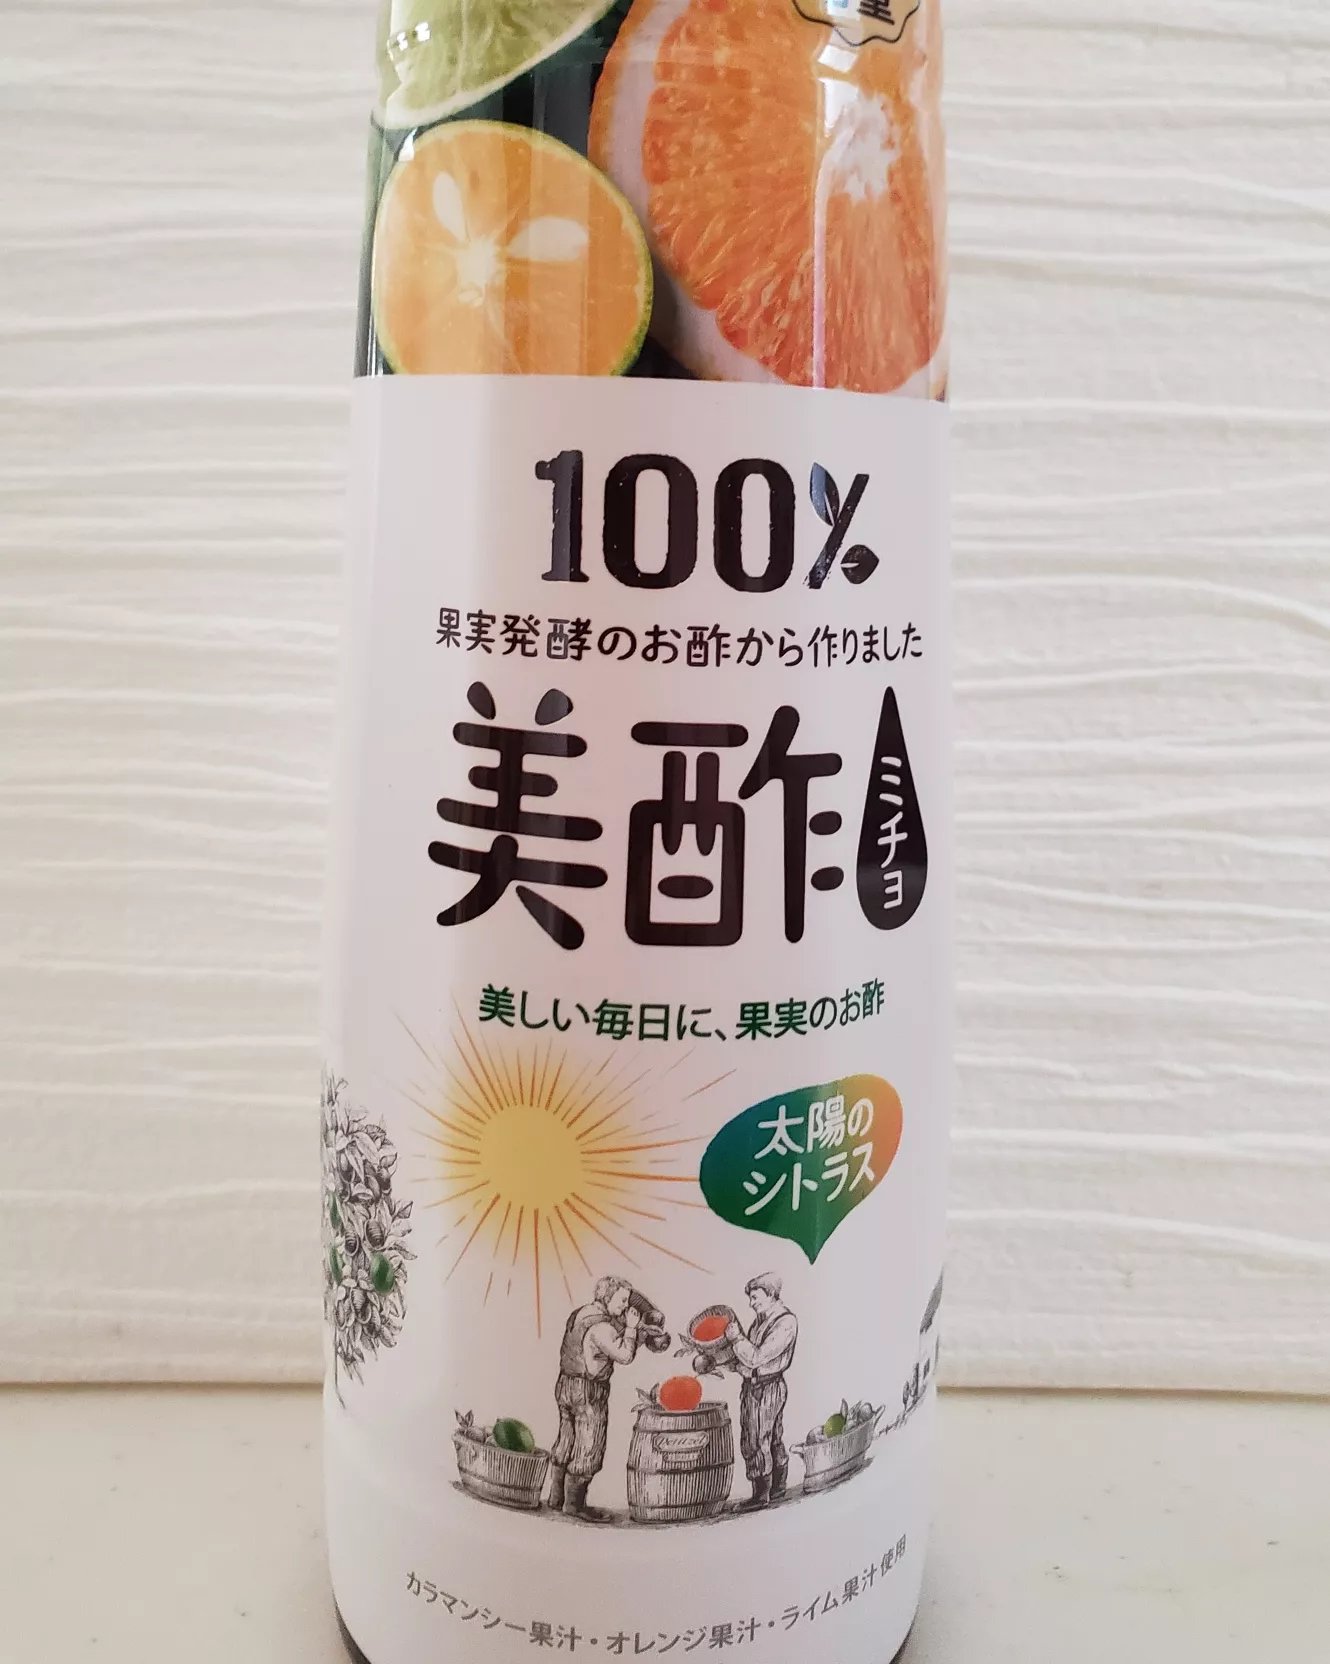 100%
果実発酵のお酢から作りました
美酢
ミチョ
美しい毎日に、果実のお酢
太陽の
シトラス
Petitzel
カラマンシー果汁・オレンジ果汁・ライム果汁使用